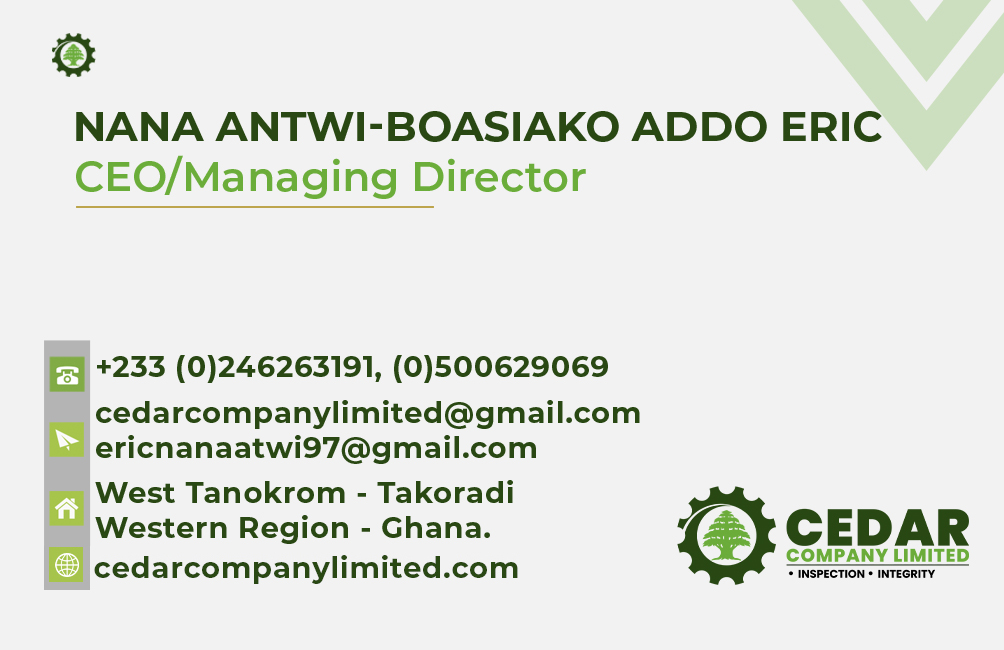 NANA ANTWI-BOASIAKO ADDO ERIC
CEO/Managing Director
+233 (0)246263191, (0)500629069
cedarcompanylimited@gmail.com
ericnanaatwi97@gmail.com
West Tanokrom - Takoradi
Western Region - Ghana.
cedarcompanylimited.com
CEDAR
COMPANY LIMITED
• INSPECTION • INTEGRITY